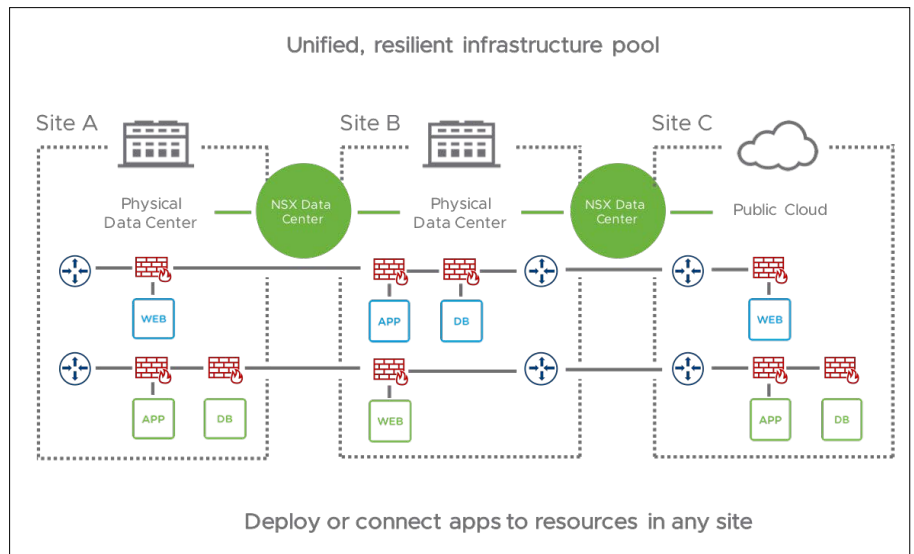 Unified, resilient infrastructure pool
Site A
Site B
Site C
Physical
Data Center
NSX Data
Center
Physical
Data Center
NSX Data
Center
Public Cloud
WEB
APP
DB
WEB
APP
DB
WEB
APP
DB
Deploy or connect apps to resources in any site